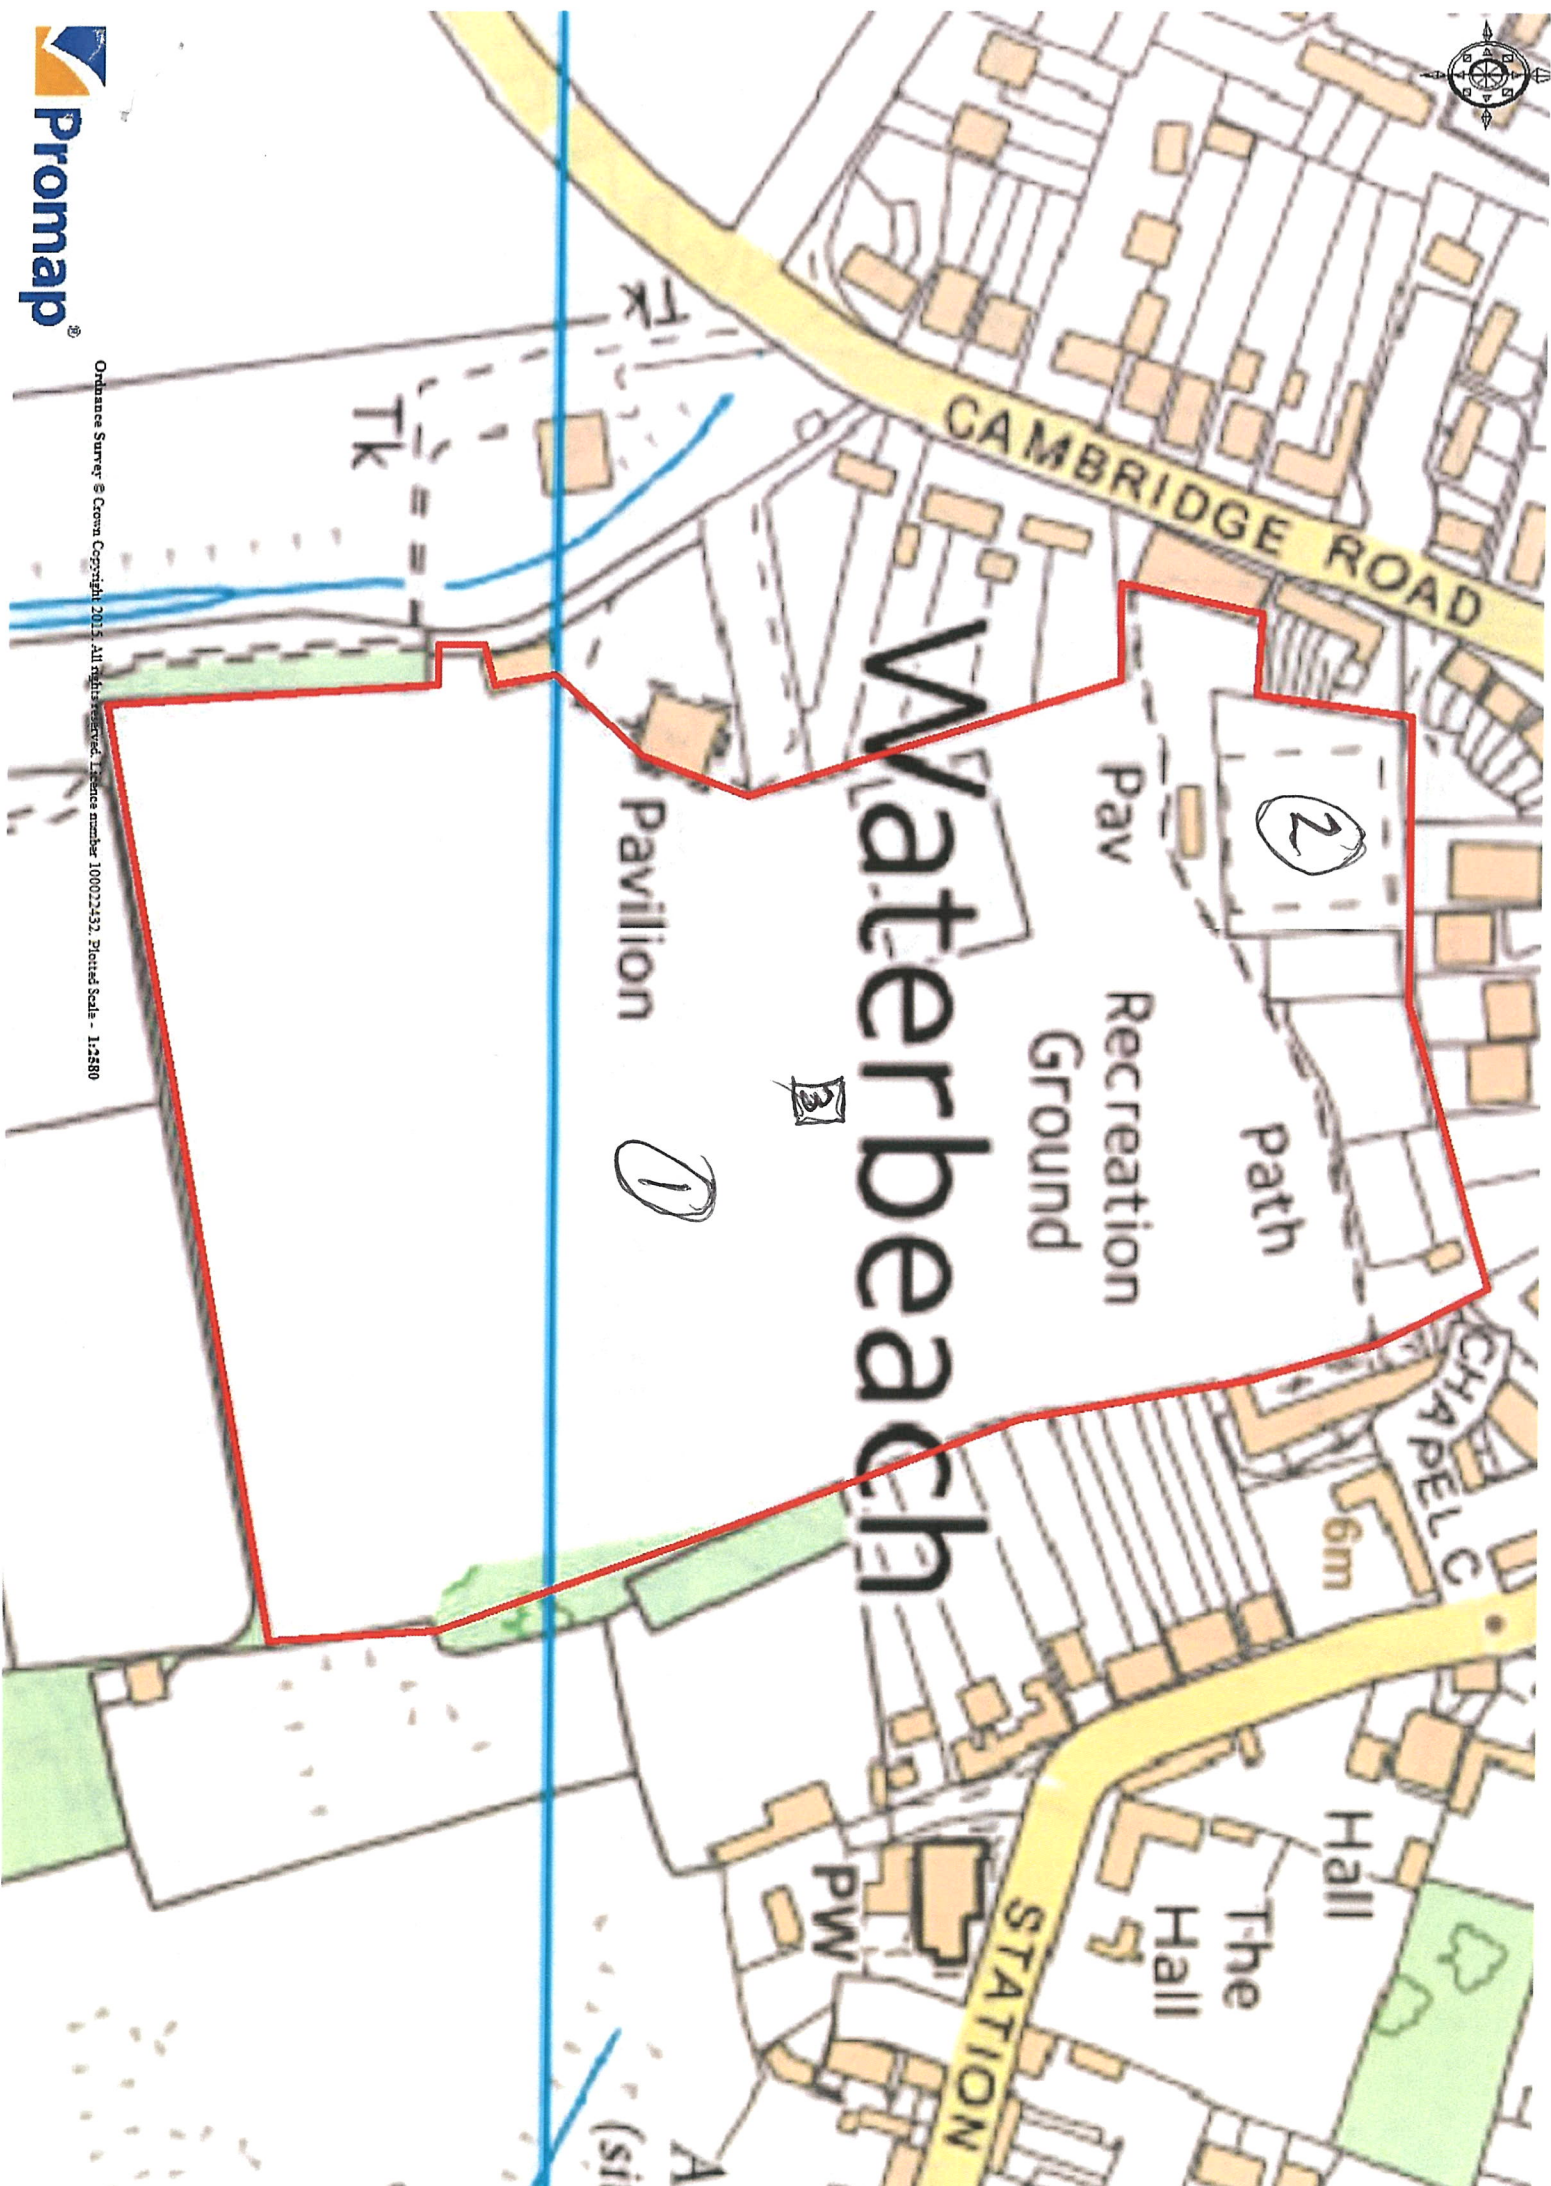 CAMBRIDGE ROAD
CHAPEL C
6m
Hall
The
Hall
STATION
Path
2
Pav
Recreation
Ground
Waterbeach
PW
3
1
Pavilion
Tk
Tk
A
(si
Promap®
Ordnance Survey © Crown Copyright 2015. All rights reserved. Licence number 100022432. Plotted Scale - 1:2580